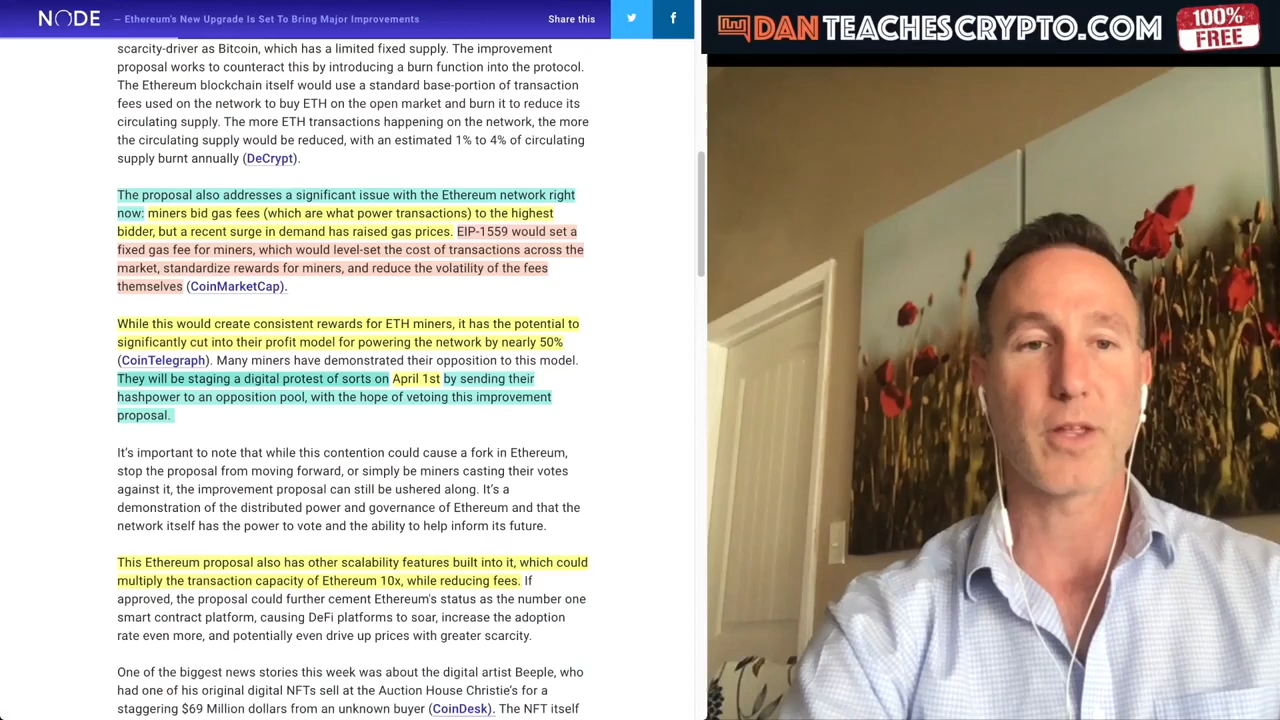 NODE — Ethereum's New Upgrade Is Set To Bring Major Improvements Share this
scarcity-driver as Bitcoin, which has a limited fixed supply. The improvement
proposal works to counteract this by introducing a burn function into the protocol.
The Ethereum blockchain itself would use a standard base-portion of transaction
fees used on the network to buy ETH on the open market and burn it to reduce its
circulating supply. The more ETH transactions happening on the network, the more
the circulating supply would be reduced, with an estimated 1% to 4% of circulating
supply burnt annually (DeCrypt).
The proposal also addresses a significant issue with the Ethereum network right
now: miners bid gas fees (which are what power transactions) to the highest
bidder, but a recent surge in demand has raised gas prices. EIP-1559 would set a
fixed gas fee for miners, which would level-set the cost of transactions across the
market, standardize rewards for miners, and reduce the volatility of the fees
themselves (CoinMarketCap).
While this would create consistent rewards for ETH miners, it has the potential to
significantly cut into their profit model for powering the network by nearly 50%
(CoinTelegraph). Many miners have demonstrated their opposition to this model.
They will be staging a digital protest of sorts on April 1st by sending their
hashpower to an opposition pool, with the hope of vetoing this improvement
proposal.
It's important to note that while this contention could cause a fork in Ethereum,
stop the proposal from moving forward, or simply be miners casting their votes
against it, the improvement proposal can still be ushered along. It's a
demonstration of the distributed power and governance of Ethereum and that the
network itself has the power to vote and the ability to help inform its future.
This Ethereum proposal also has other scalability features built into it, which could
multiply the transaction capacity of Ethereum 10x, while reducing fees. If
approved, the proposal could further cement Ethereum's status as the number one
smart contract platform, causing DeFi platforms to soar, increase the adoption
rate even more, and potentially even drive up prices with greater scarcity.
One of the biggest news stories this week was about the digital artist Beeple, who
had one of his original digital NFTs sell at the Auction House Christie's for a
staggering $69 Million dollars from an unknown buyer (CoinDesk). The NFT itself
DANTEACHESCRYPTO.COM
100%
FREE